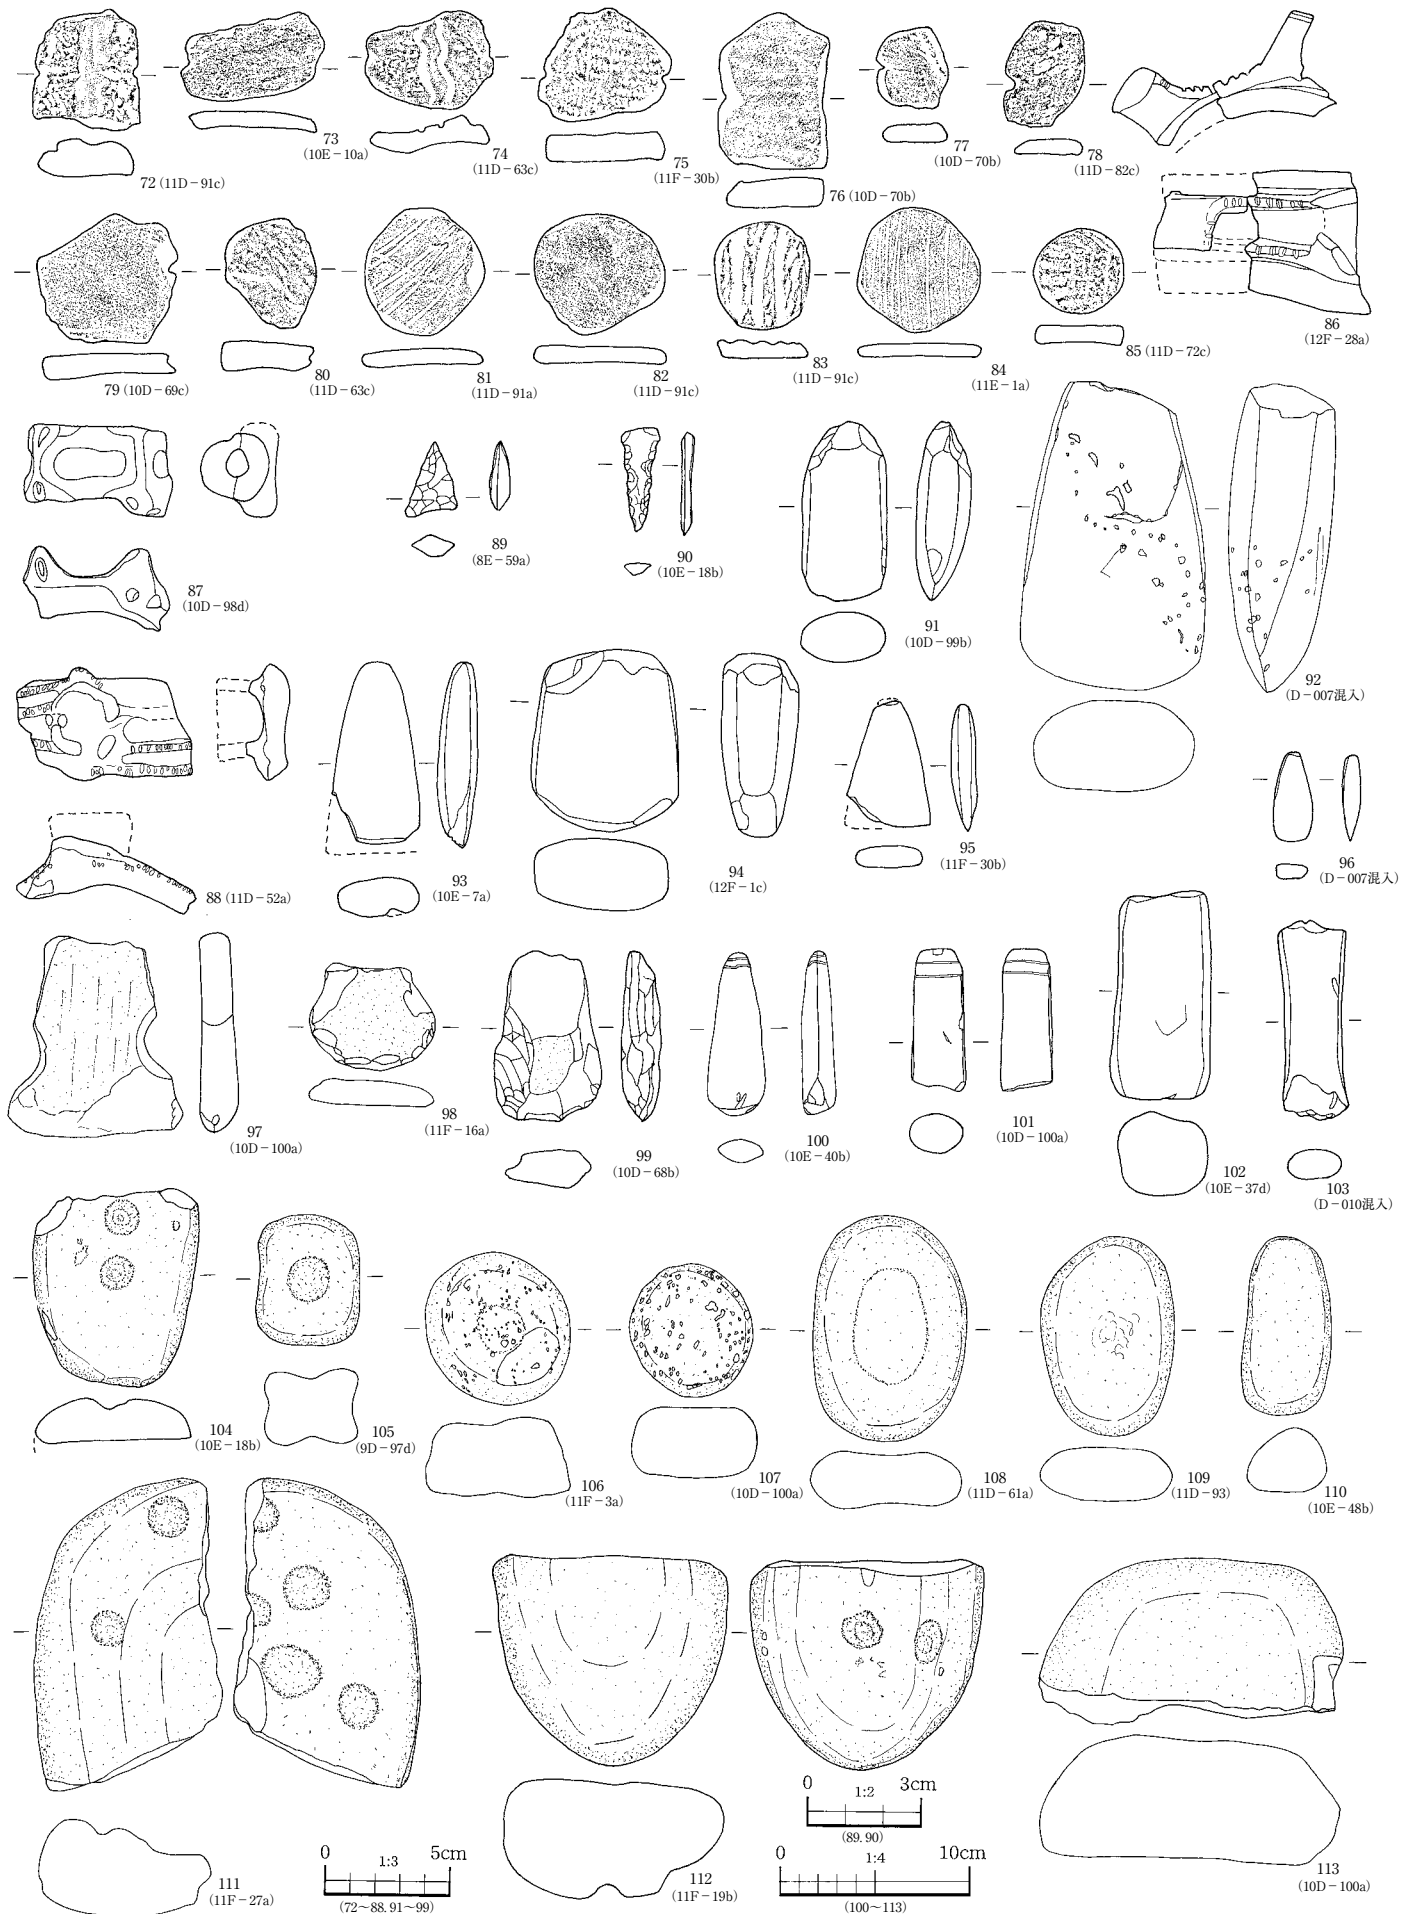 72 (11D-91c)
73
(10E-10a)
74
(11D-63c)
75
(11F-30b)
76 (10D-70b)
77
(10D-70b)
78
(11D-82c)
79 (10D-69c)
80
(11D-63c)
81
(11D-91a)
82
(11D-91c)
83
(11D-91c)
84
(11E-1a)
85 (11D-72c)
86
(12F-28a)
87
(10D-98d)
88 (11D-52a)
89
(8E-59a)
90
(10E-18b)
91
(10D-99b)
92
(D-007混入)
93
(10E-7a)
94
(12F-1c)
95
(11F-30b)
96
(D-007混入)
97
(10D-100a)
98
(11F-16a)
99
(10D-68b)
100
(10E-40b)
101
(10D-100a)
102
(10E-37d)
103
(D-010混入)
104
(10E-18b)
105
(9D-97d)
106
(11F-3a)
107
(10D-100a)
108
(11D-61a)
109
(11D-93)
110
(10E-48b)
111
(11F-27a)
0 1:3 5cm
(72～88.91～99)
112
(11F-19b)
0 1:2 3cm
(89.90)
0 1:4 10cm
(100～113)
113
(10D-100a)